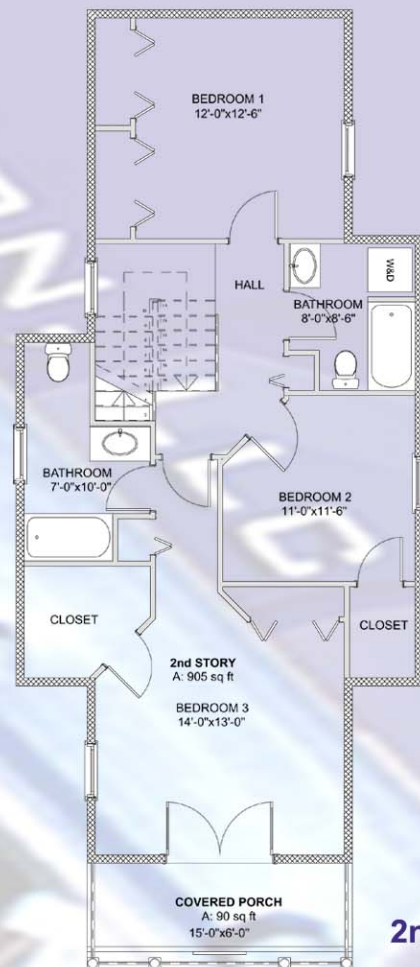 BEDROOM 1
12'-0"x12'-6"
HALL
W&D
BATHROOM
8'-0"x8'-6"
BATHROOM
7'-0"x10'-0"
BEDROOM 2
11'-0"x11'-6"
CLOSET
CLOSET
2nd STORY
A: 905 sq ft
BEDROOM 3
14'-0"x13'-0"
COVERED PORCH
A: 90 sq ft
15'-0"x6'-0"